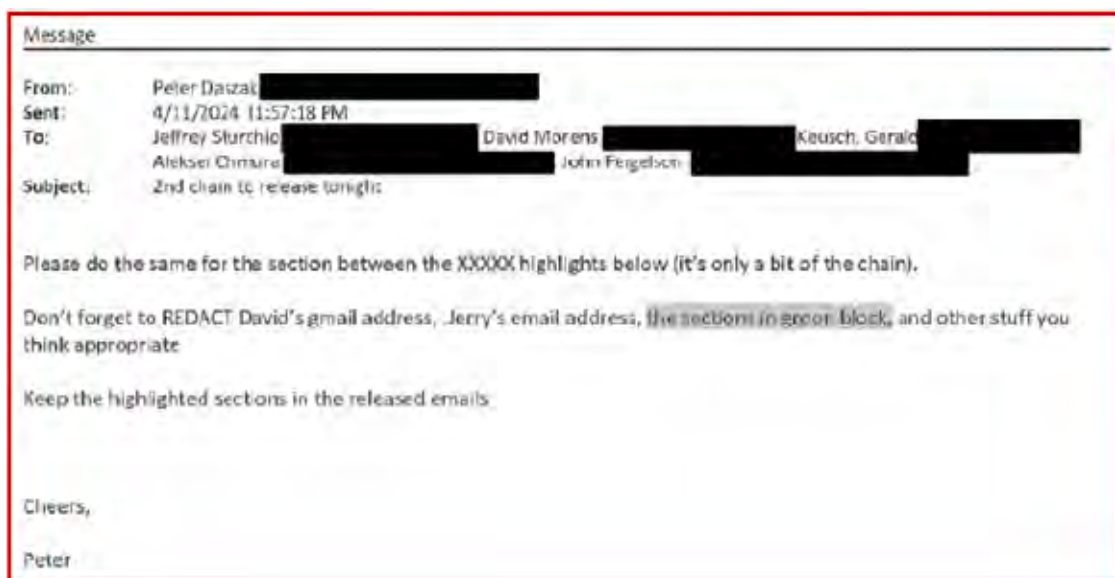 Message
From: Peter Daszak
Sent: 4/11/2024 11:57:18 PM
To: Jeffrey Sturchio David Morens Keusch, Gerald
Aleksei Chmura John Feigelson
Subject: 2nd chain to release tonight
Please do the same for the section between the XXXXX highlights below (it's only a bit of the chain).
Don't forget to REDACT David's gmail address, Jerry's email address, the sections in green block, and other stuff you
think appropriate
Keep the highlighted sections in the released emails
Cheers,
Peter